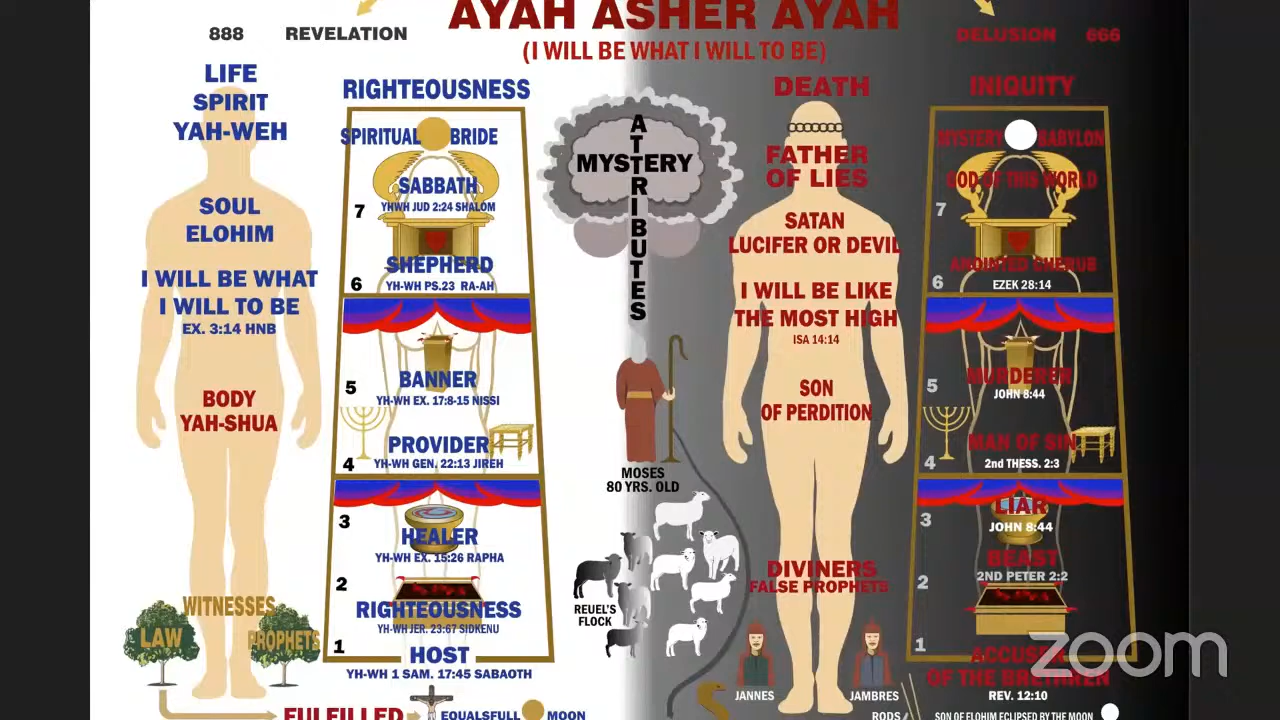 AYAH ASHER AYAH
(I WILL BE WHAT I WILL TO BE)
888 REVELATION
DELUSION 666
LIFE
SPIRIT
YAH-WEH
SOUL
ELOHIM
I WILL BE WHAT
I WILL TO BE
EX. 3:14 HNB
BODY
YAH-SHUA
WITNESSES
LAW
PROPHETS
FULFILLED
EQUALSFULL
MOON
RIGHTEOUSNESS
SPIRITUAL BRIDE
SABBATH
YHWH JUD 2:24 SHALOM
7
SHEPHERD
6
YH-WH PS.23 RA-AH
5
BANNER
YH-WH EX. 17:8-15 NISSI
PROVIDER
4
YH-WH GEN. 22:13 JIREH
3
HEALER
YH-WH EX. 15:26 RAPHA
2
RIGHTEOUSNESS
YH-WH JER. 23:67 SIDKENU
1
HOST
YH-WH 1 SAM. 17:45 SABAOTH
MYSTERY
ATTRIBUTES
MOSES
80 YRS. OLD
REUEL'S
FLOCK
DEATH
FATHER
OF LIES
SATAN
LUCIFER OR DEVIL
I WILL BE LIKE
THE MOST HIGH
ISA 14:14
SON
OF PERDITION
DIVINERS
FALSE PROPHETS
JANNES
JAMBRES
RODS
INIQUITY
MYSTERY BABYLON
GOD OF THIS WORLD
7
ANOINTED CHERUB
6
EZEK 28:14
5
MURDERER
JOHN 8:44
MAN OF SIN
4
2nd THESS. 2:3
3
LIAR
JOHN 8:44
BEAST
2ND PETER 2:2
2
1
OF THE BRETHREN
REV. 12:10
SON OF ELOHIM ECLIPSED BY THE MOON
zoom